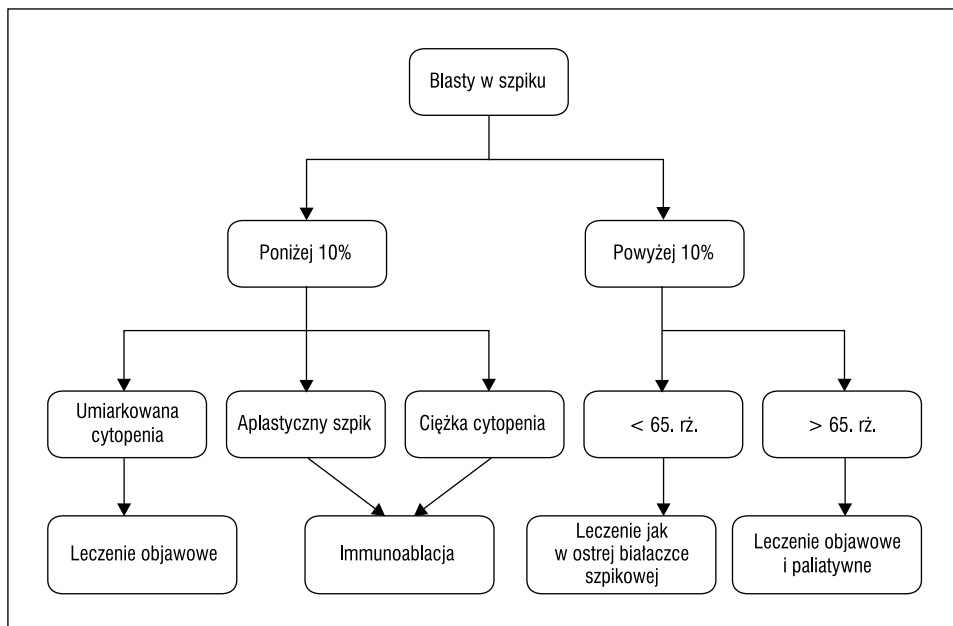 Blasty w szpiku
Poniżej 10%
Powyżej 10%
Umiarkowana
cytopenia
Aplastyczny szpik
Ciężka cytopenia
< 65. rż.
> 65. rż.
Leczenie objawowe
Immunoablacja
Leczenie jak
w ostrej białaczce
szpikowej
Leczenie objawowe
i paliatywne